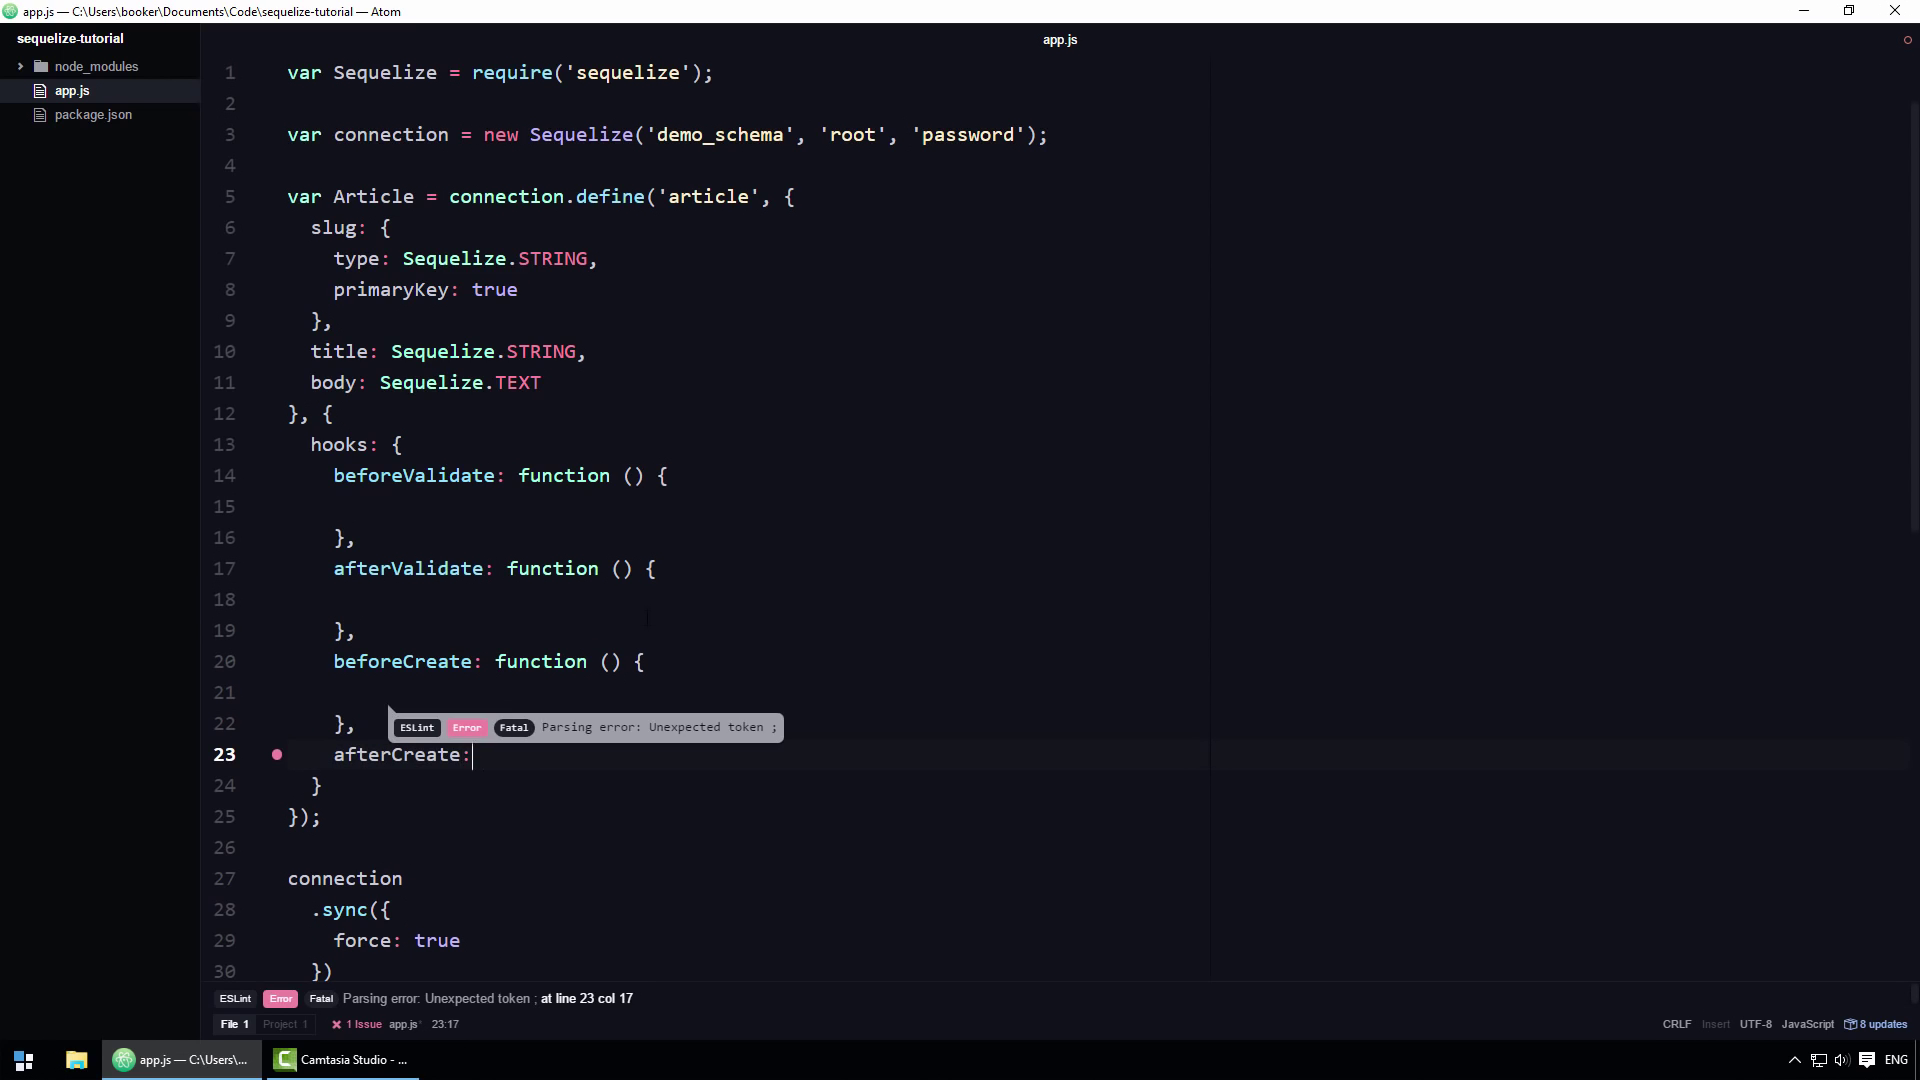 app.js — C:\Users\booker\Documents\Code\sequelize-tutorial — Atom
sequelize-tutorial
node_modules
app.js
package.json
app.js
1 var Sequelize = require('sequelize');
2
3 var connection = new Sequelize('demo_schema', 'root', 'password');
4
5 var Article = connection.define('article', {
6 slug: {
7 type: Sequelize.STRING,
8 primaryKey: true
9 },
10 title: Sequelize.STRING,
11 body: Sequelize.TEXT
12 }, {
13 hooks: {
14 beforeValidate: function () {
15
16 },
17 afterValidate: function () {
18
19 },
20 beforeCreate: function () {
21
22 },
ESLint Error Fatal Parsing error: Unexpected token ;
23 afterCreate:
24 }
25 });
26
27 connection
28 .sync({
29 force: true
30 })
ESLint Error Fatal Parsing error: Unexpected token ; at line 23 col 17
File 1 Project 1 1 Issue app.js* 23:17 CRLF Insert UTF-8 JavaScript 8 updates
app.js — C:\Users\... Camtasia Studio - ... ENG